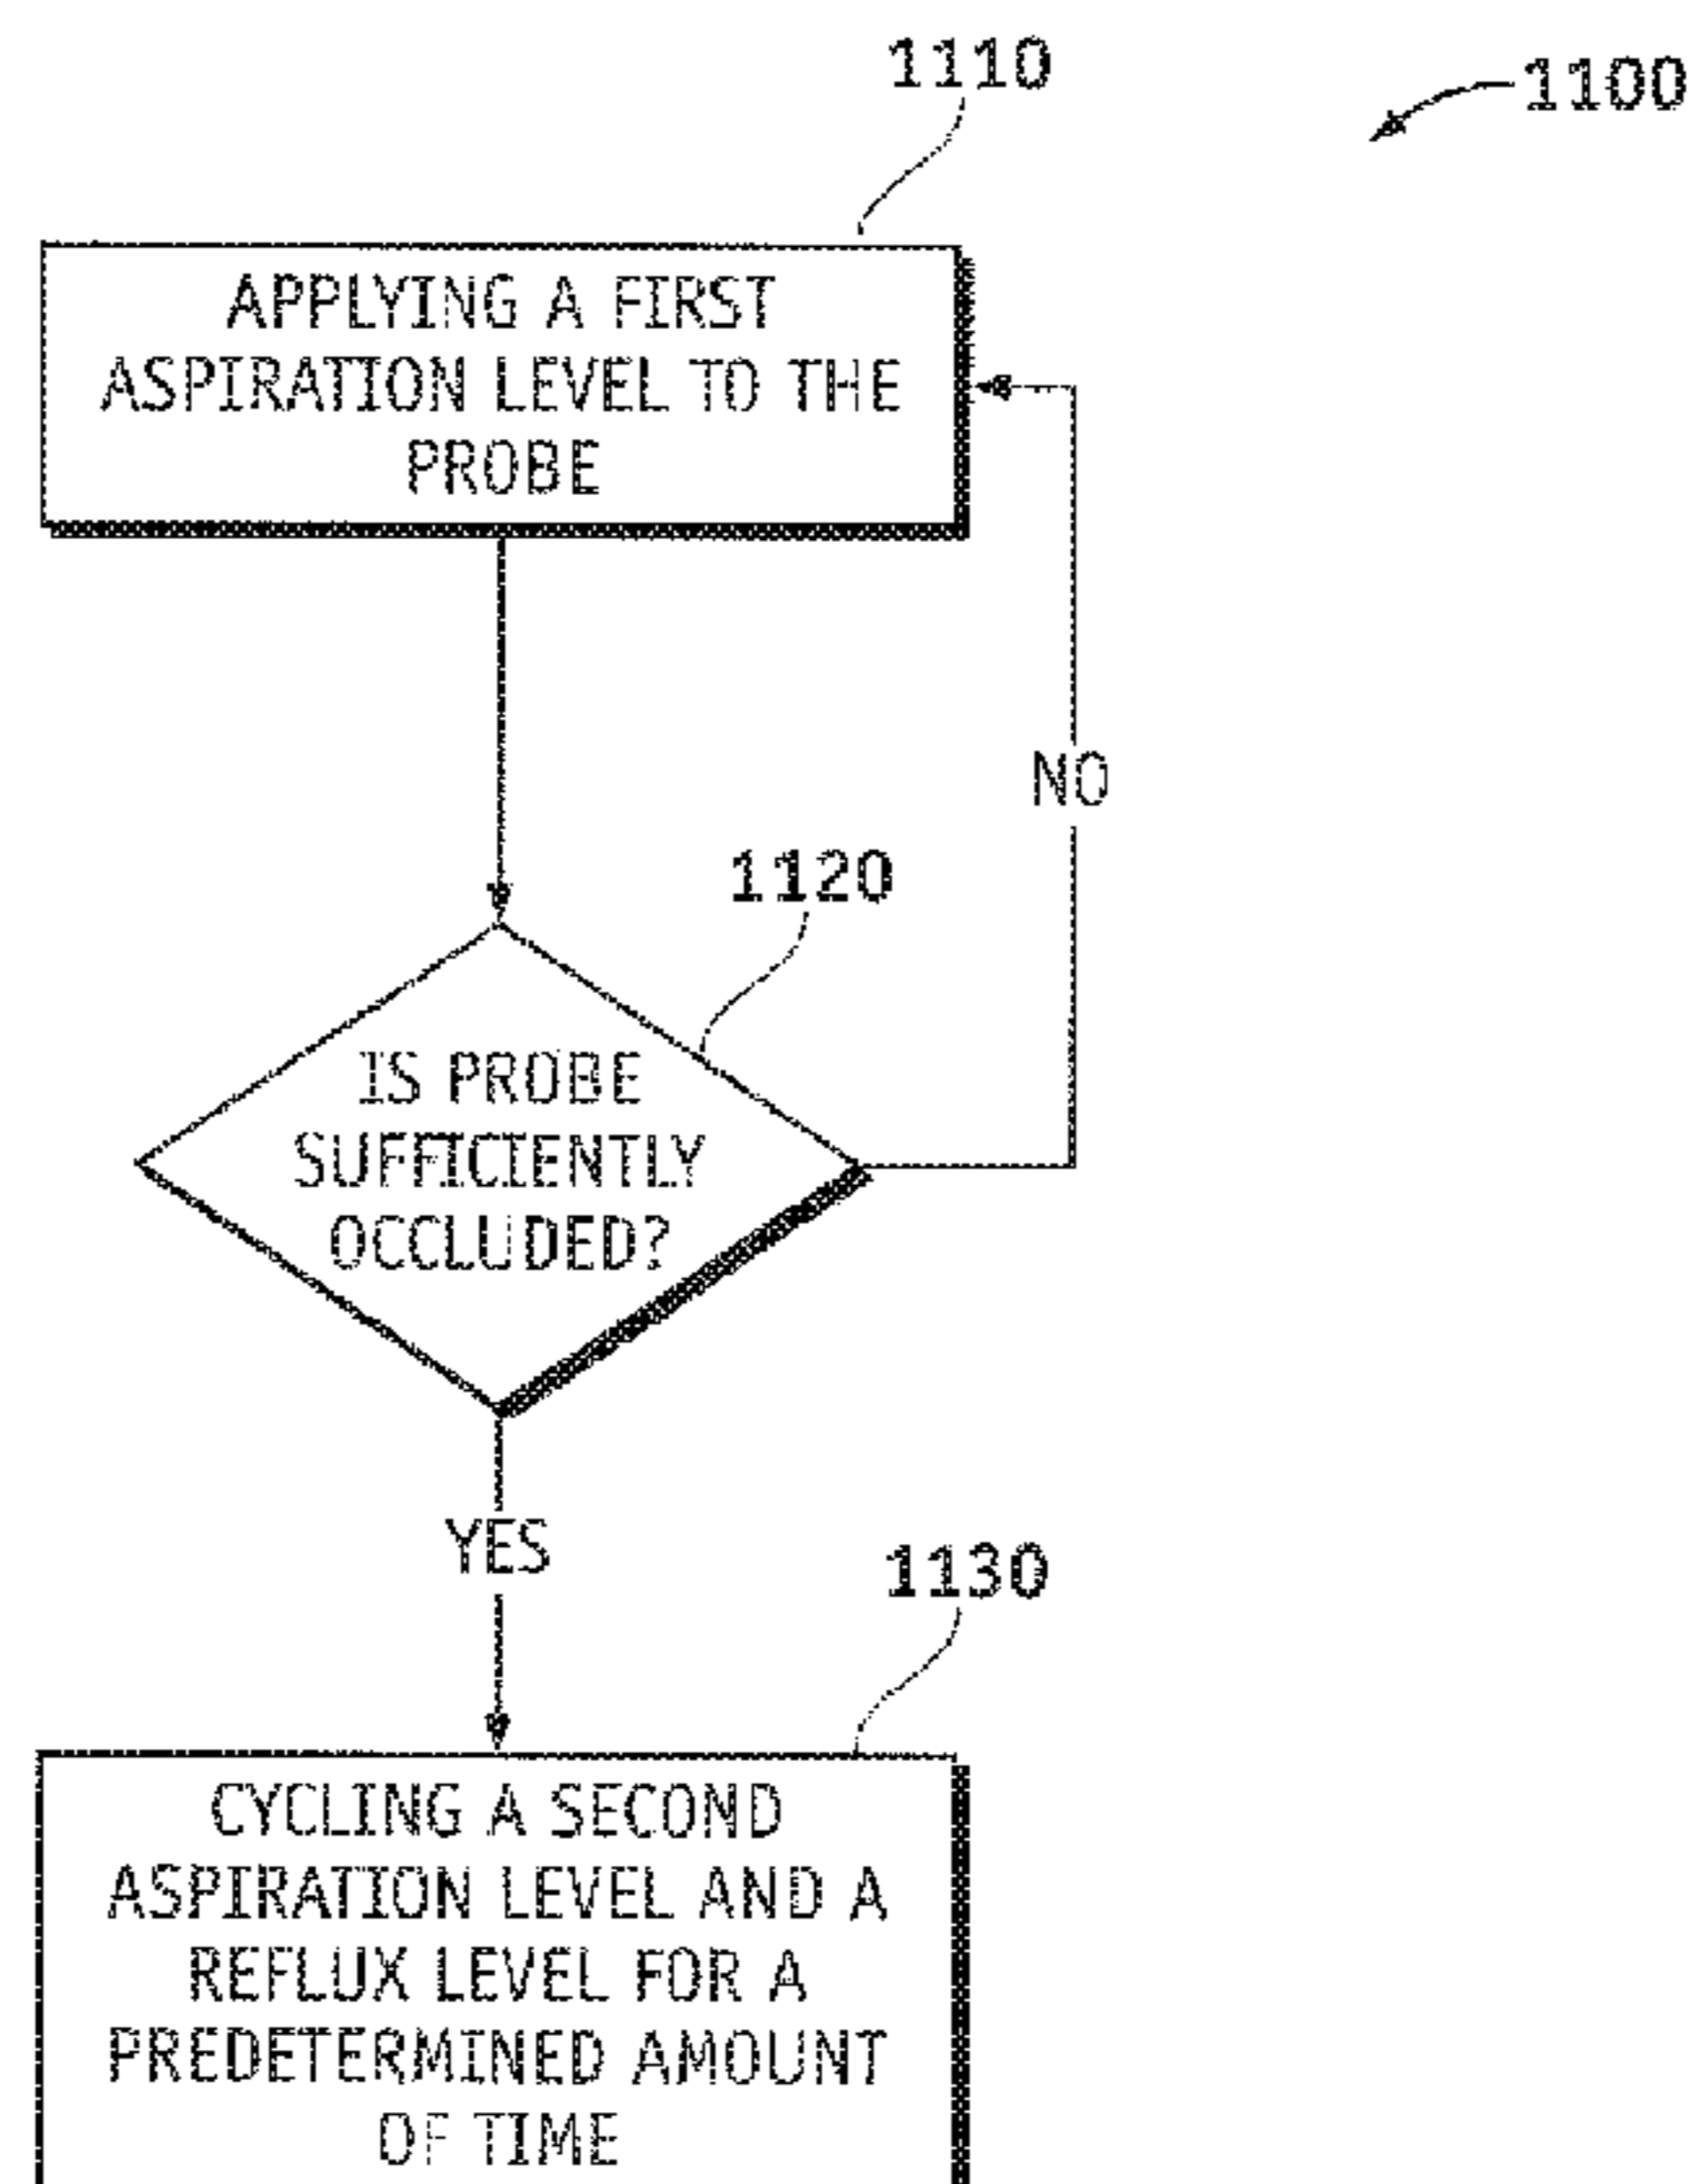 1110
1100
APPLYING A FIRST
ASPIRATION LEVEL TO THE
PROBE
NO
1120
IS PROBE
SUFFICIENTLY
OCCLUDED?
YES
1130
CYCLING A SECOND
ASPIRATION LEVEL AND A
REFLUX LEVEL FOR A
PREDETERMINED AMOUNT
OF TIME